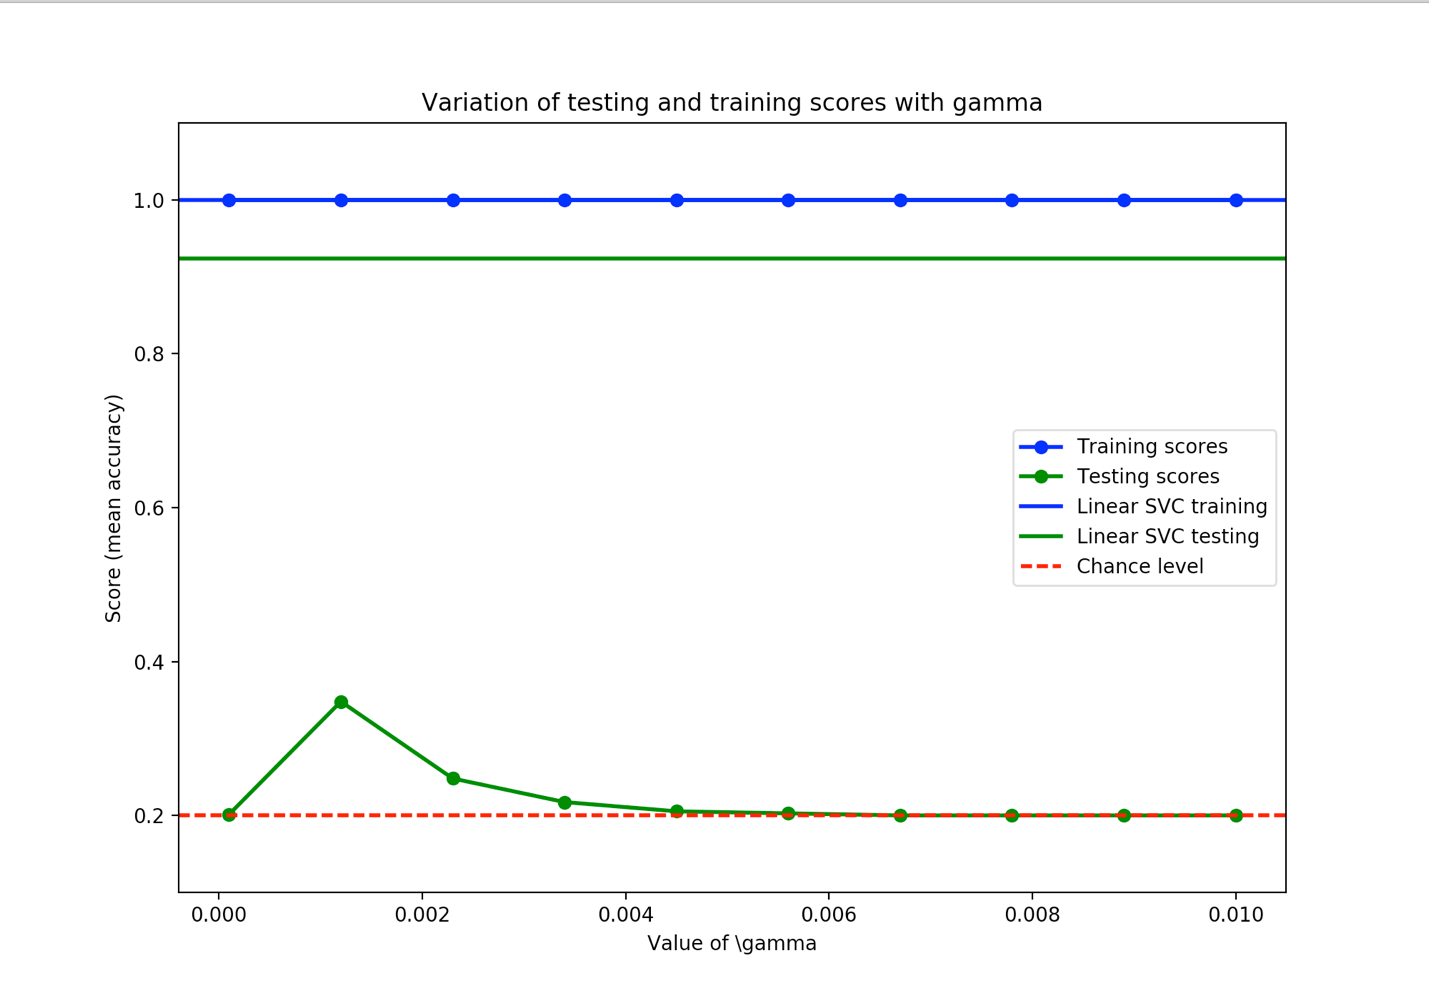 Variation of testing and training scores with gamma
1.0
0.8
0.6
0.4
0.2
Score (mean accuracy)
Training scores
Testing scores
Linear SVC training
Linear SVC testing
Chance level
0.000 0.002 0.004 0.006 0.008 0.010
Value of \gamma